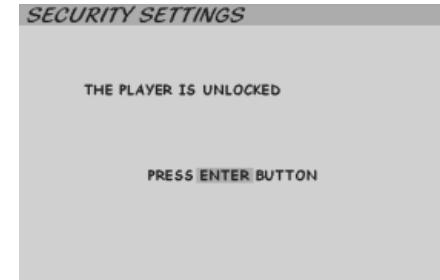 SECURITY SETTINGS
THE PLAYER IS UNLOCKED
PRESS ENTER BUTTON